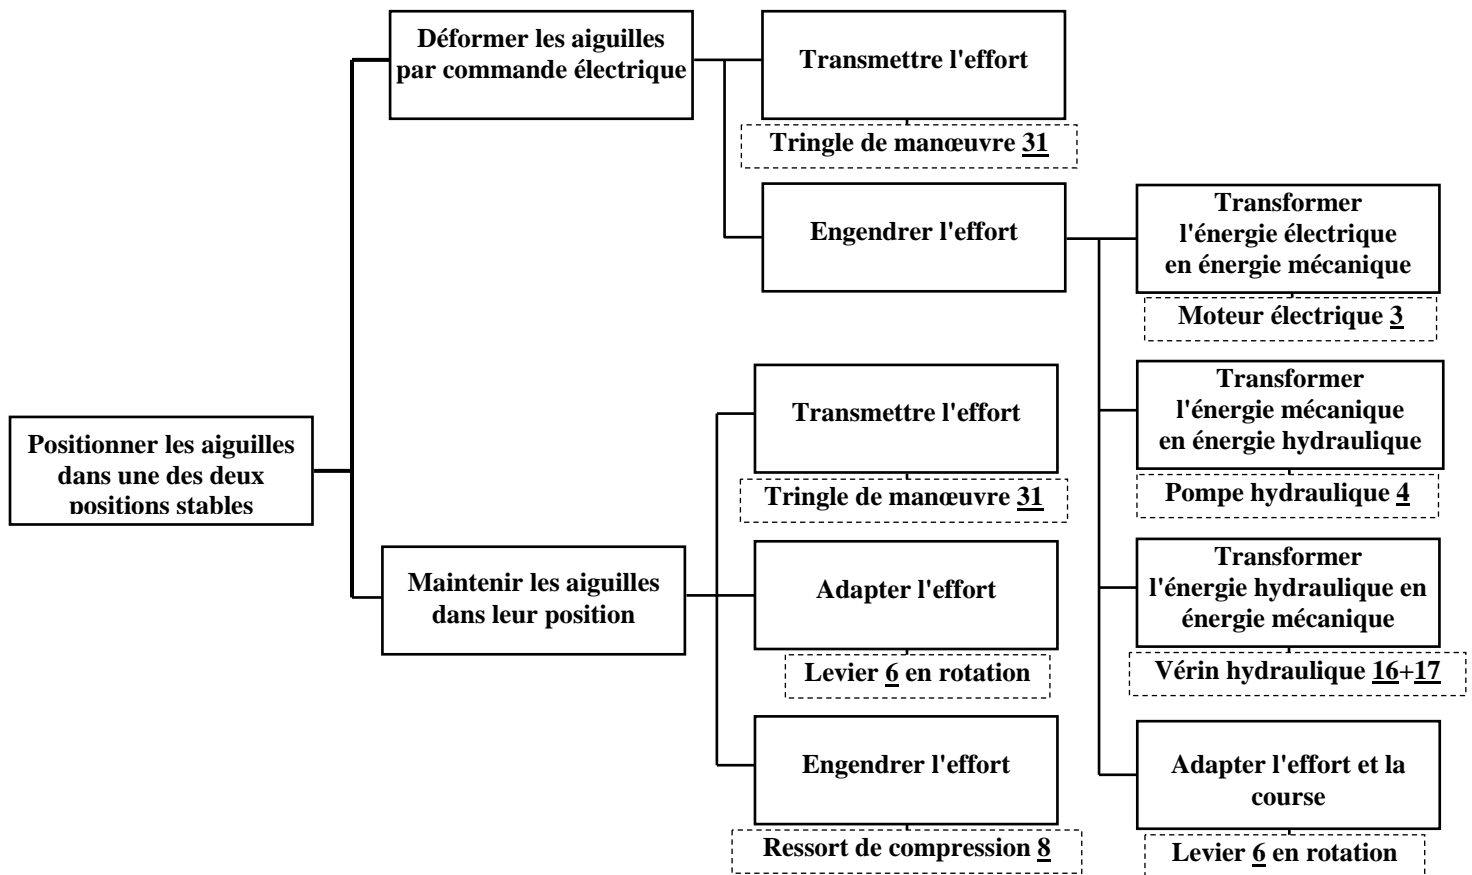 Déformer les aiguilles
par commande électrique
Transmettre l'effort
Tringle de manœuvre 31
Engendrer l'effort
Transformer
l'énergie électrique
en énergie mécanique
Moteur électrique 3
Transformer
l'énergie mécanique
en énergie hydraulique
Pompe hydraulique 4
Transformer
l'énergie hydraulique en
énergie mécanique
Vérin hydraulique 16+17
Adapter l'effort et la
course
Levier 6 en rotation
Positionner les aiguilles
dans une des deux
positions stables
Maintenir les aiguilles
dans leur position
Transmettre l'effort
Tringle de manœuvre 31
Adapter l'effort
Levier 6 en rotation
Engendrer l'effort
Ressort de compression 8